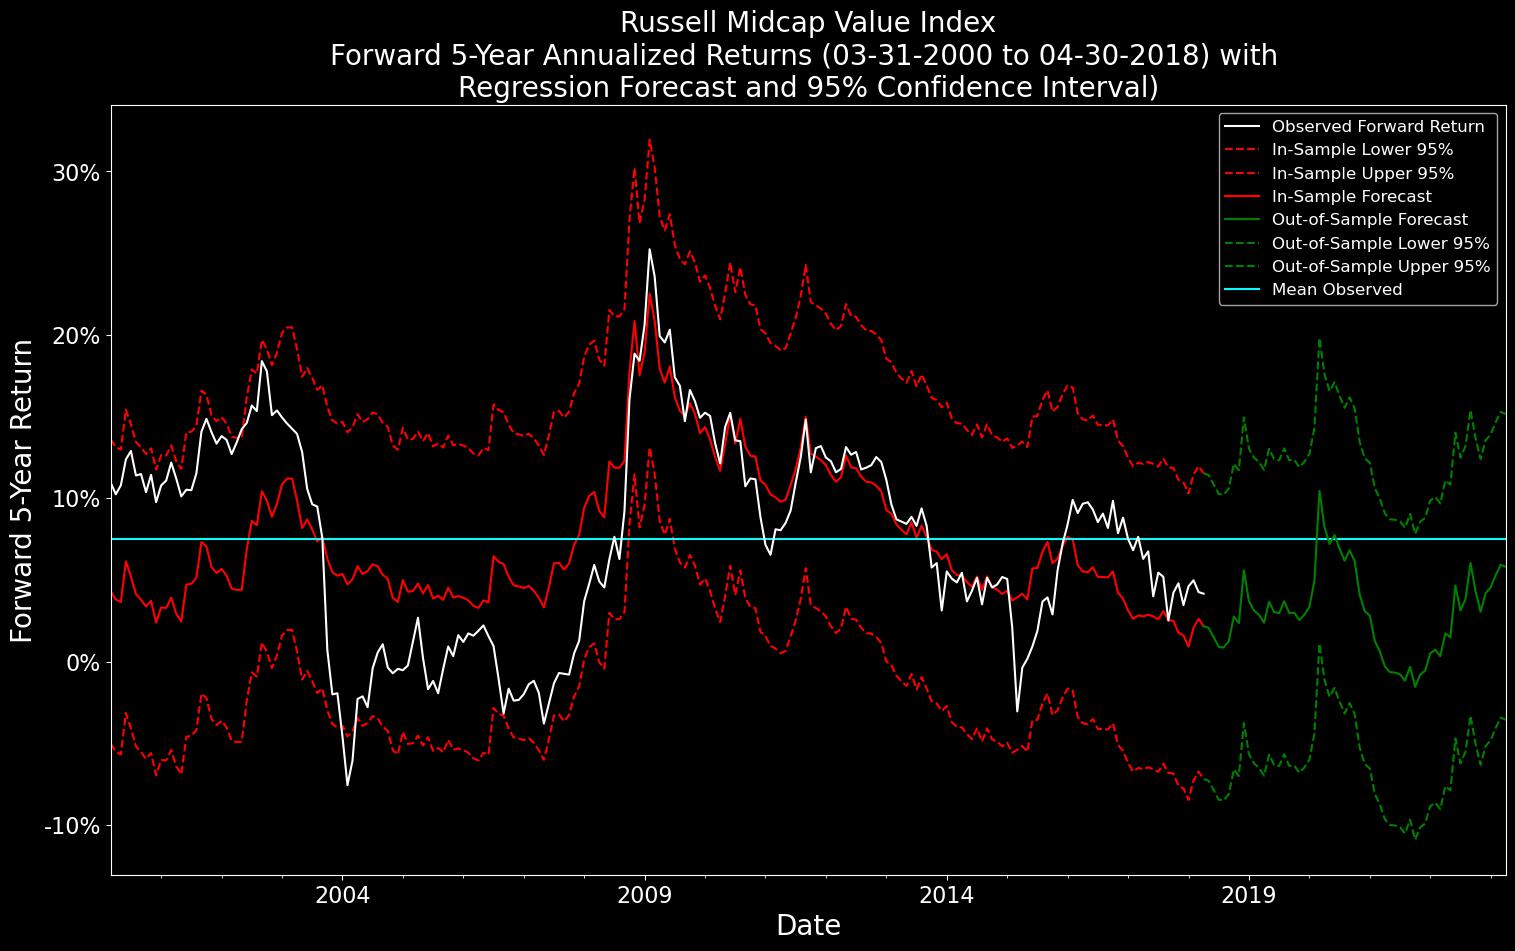 Russell Midcap Value Index
Forward 5-Year Annualized Returns (03-31-2000 to 04-30-2018) with
Regression Forecast and 95% Confidence Interval)
Observed Forward Return
In-Sample Lower 95%
In-Sample Upper 95%
In-Sample Forecast
Out-of-Sample Forecast
Out-of-Sample Lower 95%
Out-of-Sample Upper 95%
Mean Observed
Forward 5-Year Return
30%
20%
10%
0%
-10%
2004
2009
2014
2019
Date